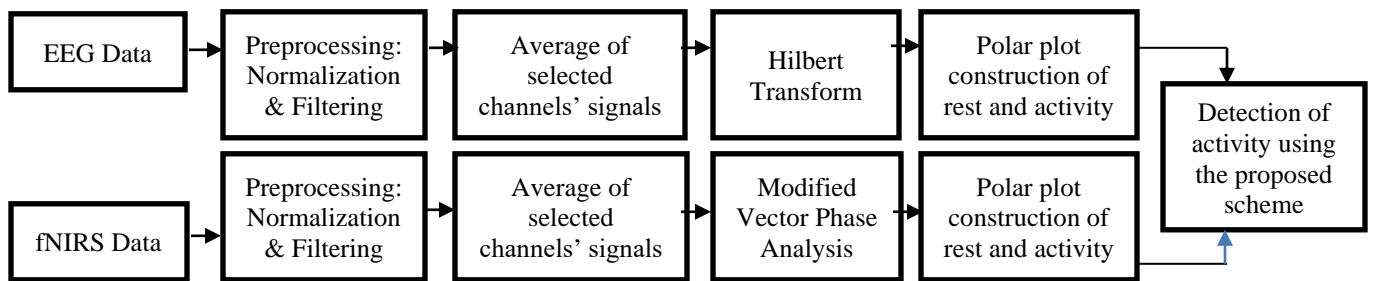 EEG Data
Preprocessing:
Normalization
& Filtering
Average of
selected
channels’ signals
Hilbert
Transform
Polar plot
construction of
rest and activity
Detection of
activity using
the proposed
scheme
fNIRS Data
Preprocessing:
Normalization
& Filtering
Average of
selected
channels’ signals
Modified
Vector Phase
Analysis
Polar plot
construction of
rest and activity